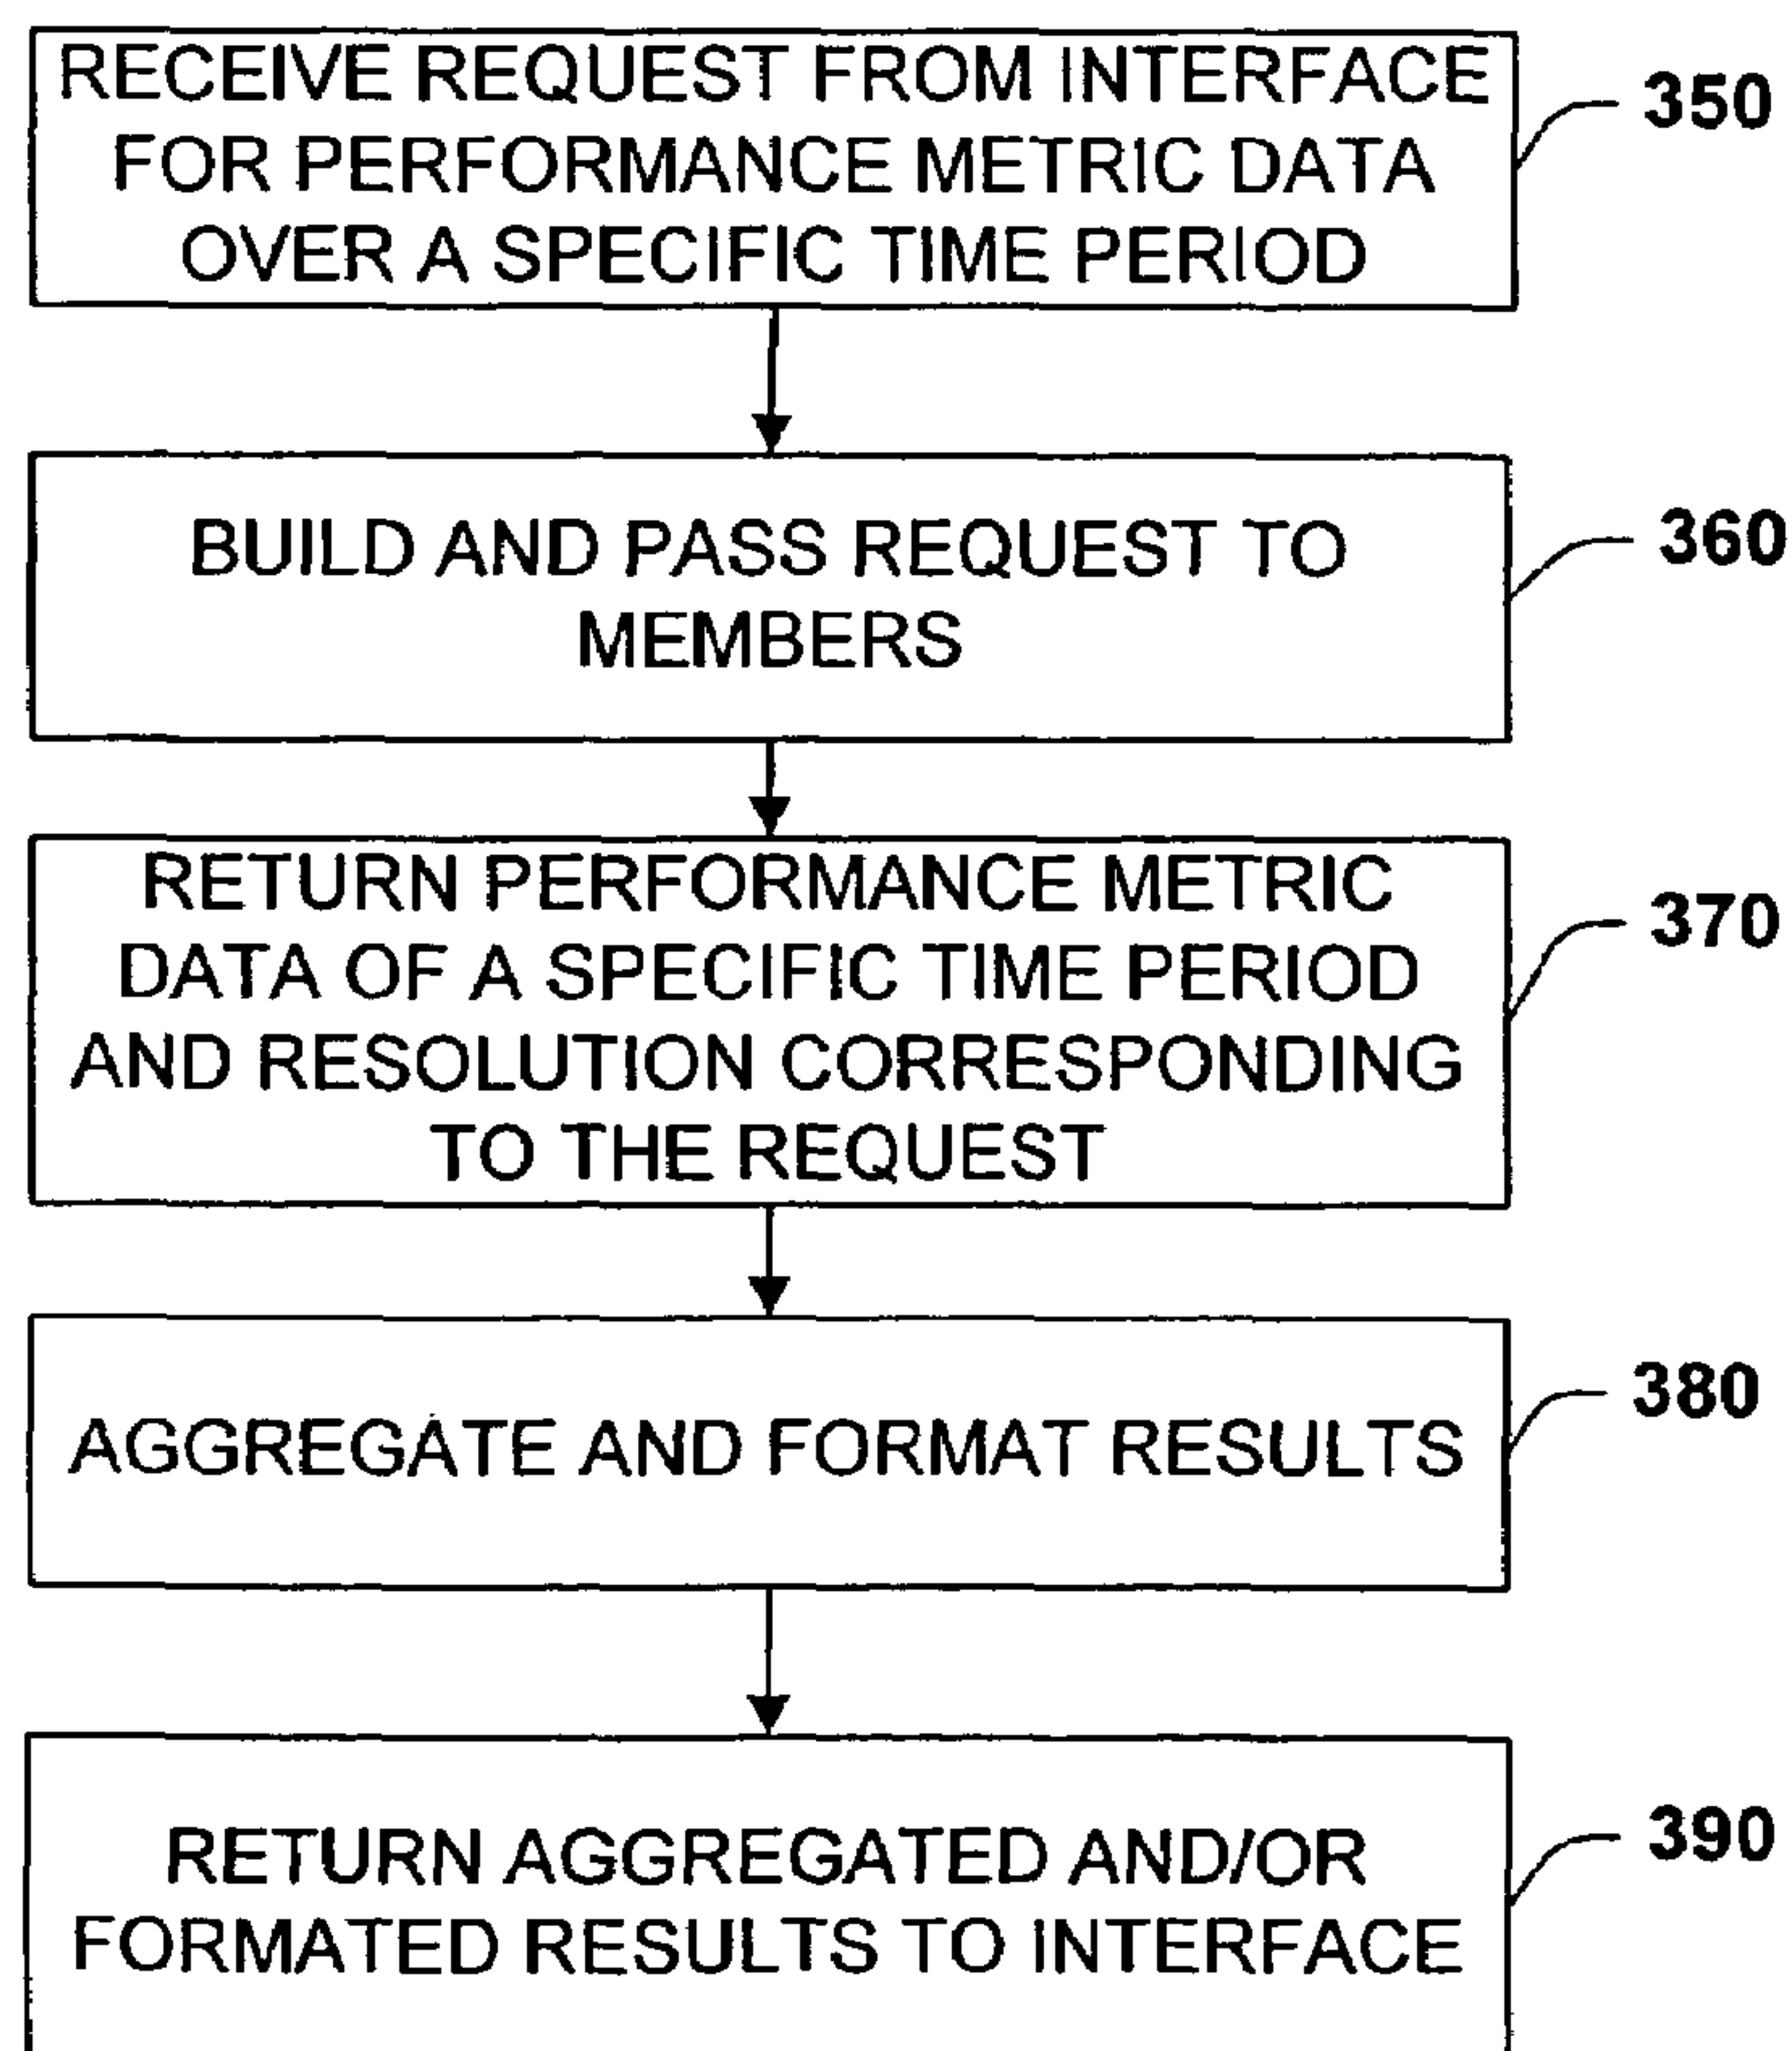 RECEIVE REQUEST FROM INTERFACE
FOR PERFORMANCE METRIC DATA
OVER A SPECIFIC TIME PERIOD
350
BUILD AND PASS REQUEST TO
MEMBERS
360
RETURN PERFORMANCE METRIC
DATA OF A SPECIFIC TIME PERIOD
AND RESOLUTION CORRESPONDING
TO THE REQUEST
370
AGGREGATE AND FORMAT RESULTS
380
RETURN AGGREGATED AND/OR
FORMATED RESULTS TO INTERFACE
390